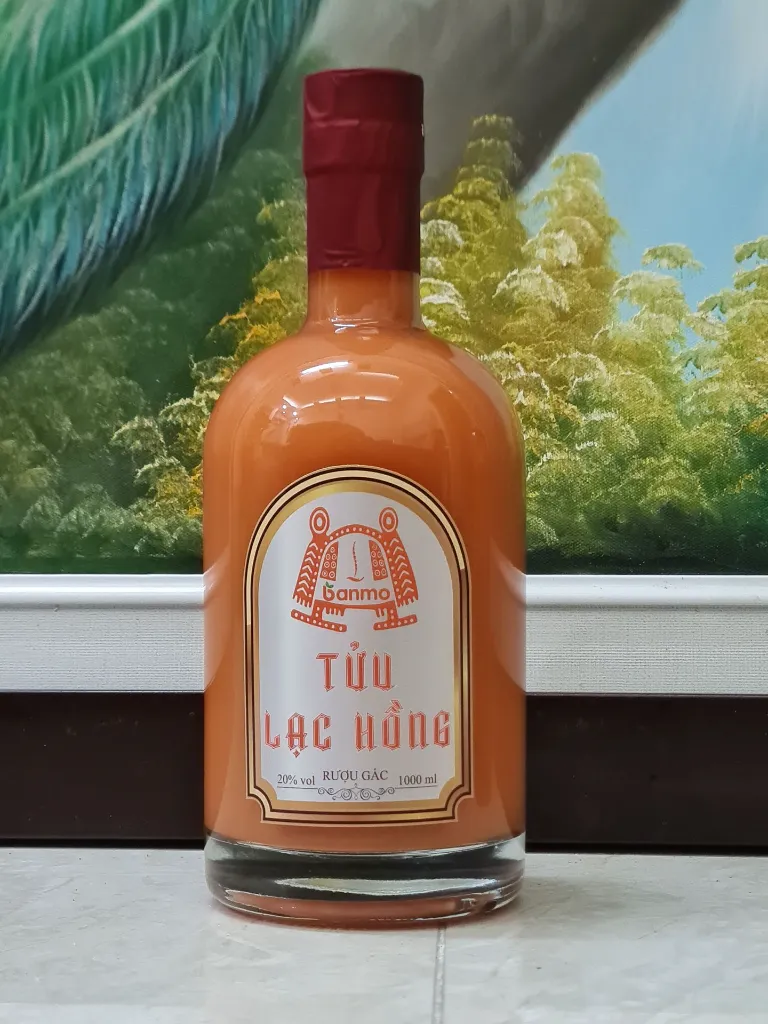 banmo
TỬU
LẠC HỒNG
20% vol RƯỢU GẤC 1000 ml